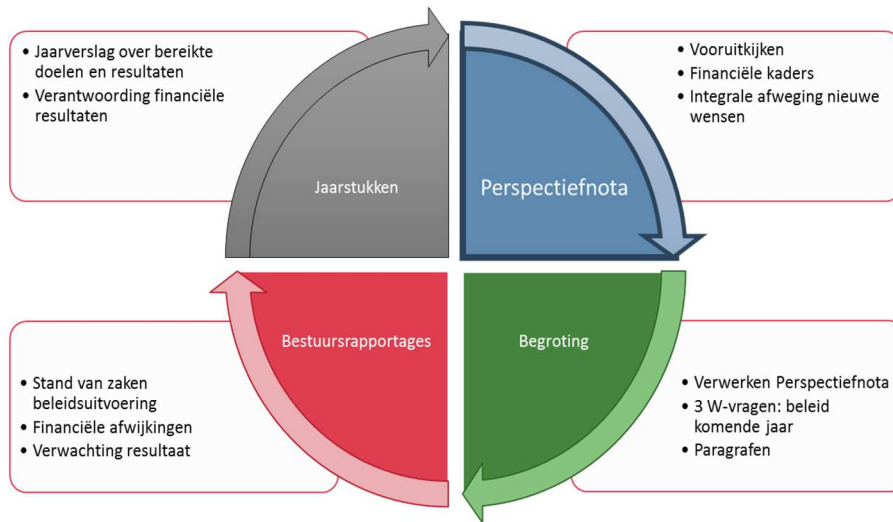 • Jaarverslag over bereikte
doelen en resultaten
• Verantwoording financiële
resultaten
• Vooruitkijken
• Financiële kaders
• Integrale afweging nieuwe
wensen
Jaarstukken
Perspectiefnota
Bestuursrapportages
Begroting
• Stand van zaken
beleidsuitvoering
• Financiële afwijkingen
• Verwachting resultaat
• Verwerken Perspectiefnota
• 3 W-vragen: beleid
komende jaar
• Paragrafen